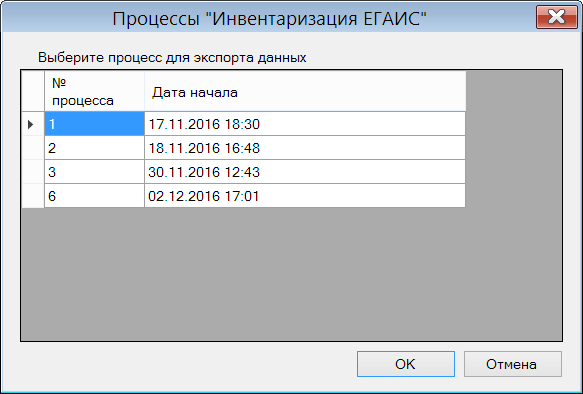 Процессы "Инвентаризация ЕГАИС"
Выберите процесс для экспорта данных
№
процесса
Дата начала
1 17.11.2016 18:30
2 18.11.2016 16:48
3 30.11.2016 12:43
6 02.12.2016 17:01
OK Отмена